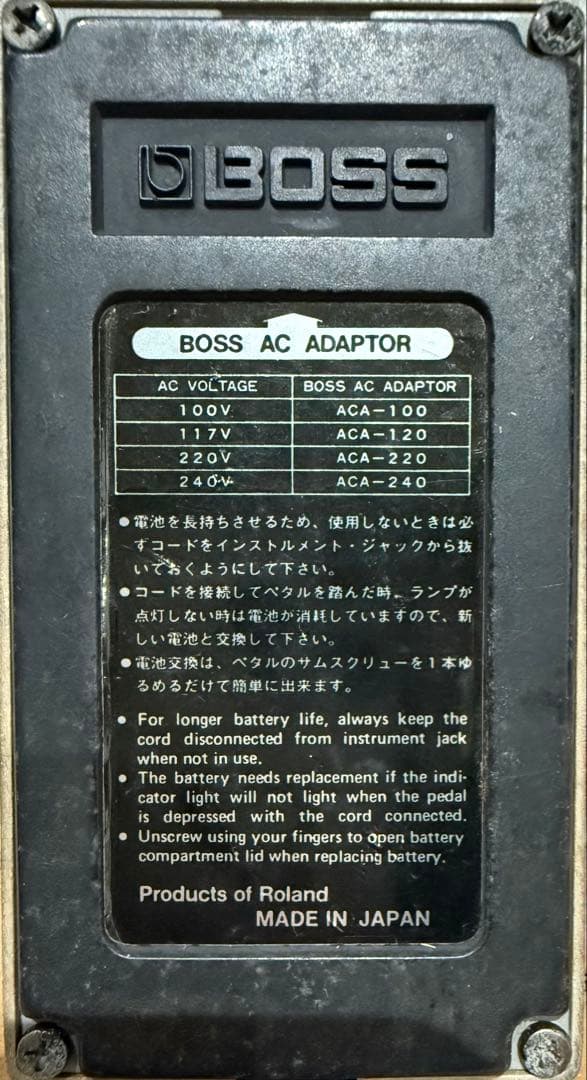 BOSS
BOSS AC ADAPTOR
AC VOLTAGE BOSS AC ADAPTOR
100V ACA-100
117V ACA-120
220V ACA-220
240V ACA-240
●電池を長持ちさせるため、使用しないときは必
ずコードをインストルメント・ジャックから抜
いておくようにして下さい。
●コードを接続してペタルを踏んだ時、ランプが
点灯しない時は電池が消耗していますので、新
しい電池と交換して下さい。
●電池交換は、ペタルのサムスクリューを1本ゆ
るめるだけで簡単に出来ます。
● For longer battery life, always keep the
cord disconnected from instrument jack
when not in use.
● The battery needs replacement if the indi-
cator light will not light when the pedal
is depressed with the cord connected.
● Unscrew using your fingers to open battery
compartment lid when replacing battery.
Products of Roland
MADE IN JAPAN